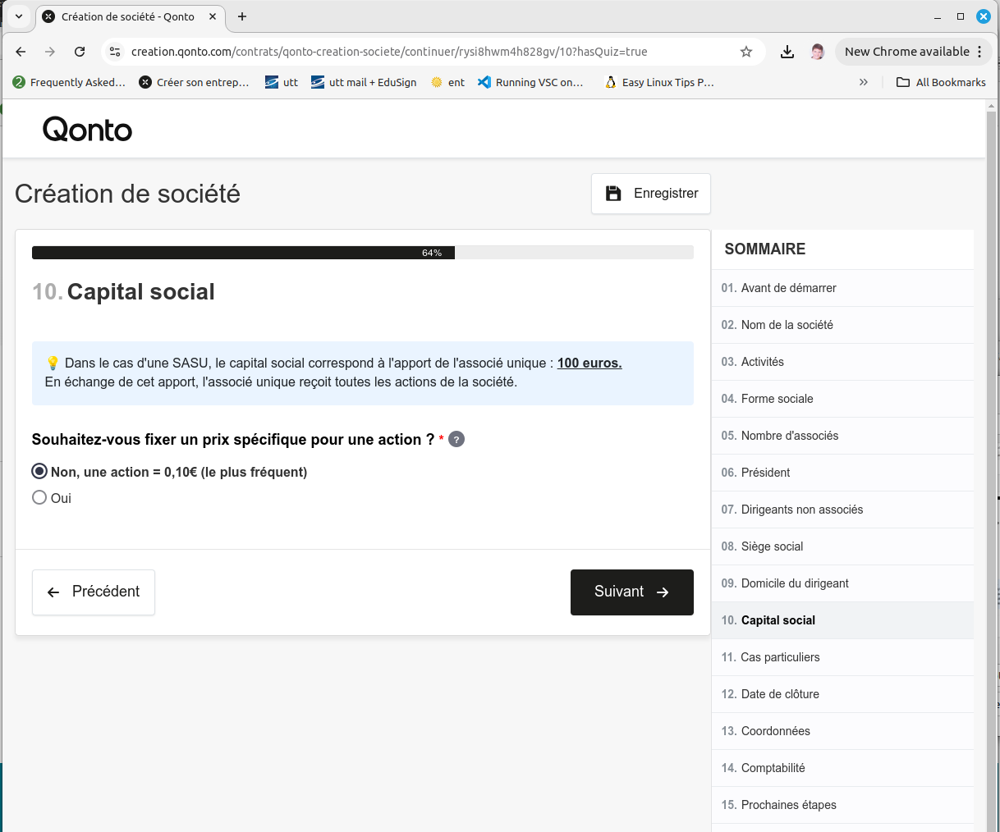 Création de société - Qonto
creation.qonto.com/contrats/qonto-creation-societe/continuer/rysi8hwm4h828gv/10?hasQuiz=true
New Chrome available
Frequently Asked…
Créer son entrep…
utt
utt mail + EduSign
ent
Running VSC on…
Easy Linux Tips P…
All Bookmarks
Qonto
Création de société
Enregistrer
64%
10. Capital social
Dans le cas d'une SASU, le capital social correspond à l'apport de l'associé unique : 100 euros.
En échange de cet apport, l'associé unique reçoit toutes les actions de la société.
Souhaitez-vous fixer un prix spécifique pour une action ? * ?
Non, une action = 0,10€ (le plus fréquent)
Oui
Précédent
Suivant
SOMMAIRE
01. Avant de démarrer
02. Nom de la société
03. Activités
04. Forme sociale
05. Nombre d'associés
06. Président
07. Dirigeants non associés
08. Siège social
09. Domicile du dirigeant
10. Capital social
11. Cas particuliers
12. Date de clôture
13. Coordonnées
14. Comptabilité
15. Prochaines étapes